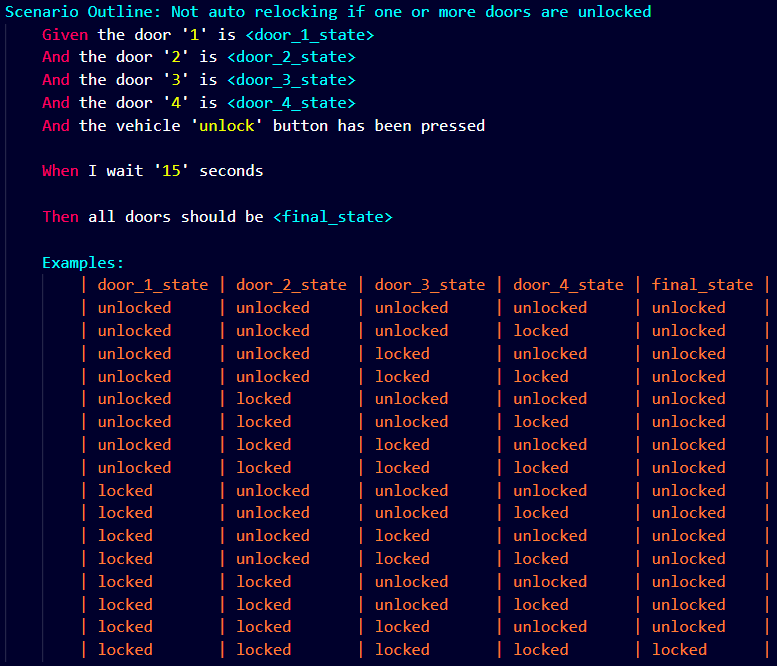 Scenario Outline: Not auto relocking if one or more doors are unlocked
Given the door '1' is <door_1_state>
And the door '2' is <door_2_state>
And the door '3' is <door_3_state>
And the door '4' is <door_4_state>
And the vehicle 'unlock' button has been pressed
When I wait '15' seconds
Then all doors should be <final_state>
Examples:
| door_1_state | door_2_state | door_3_state | door_4_state | final_state |
| unlocked | unlocked | unlocked | unlocked | unlocked |
| unlocked | unlocked | unlocked | locked | unlocked |
| unlocked | unlocked | locked | unlocked | unlocked |
| unlocked | unlocked | locked | locked | unlocked |
| unlocked | locked | unlocked | unlocked | unlocked |
| unlocked | locked | unlocked | locked | unlocked |
| unlocked | locked | locked | unlocked | unlocked |
| unlocked | locked | locked | locked | unlocked |
| locked | unlocked | unlocked | unlocked | unlocked |
| locked | unlocked | unlocked | locked | unlocked |
| locked | unlocked | locked | unlocked | unlocked |
| locked | unlocked | locked | locked | unlocked |
| locked | locked | unlocked | unlocked | unlocked |
| locked | locked | unlocked | locked | unlocked |
| locked | locked | locked | unlocked | unlocked |
| locked | locked | locked | locked | locked |